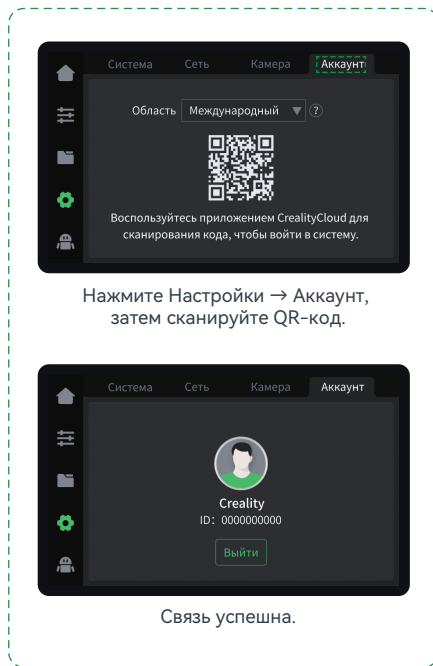 Система Сеть Камера Аккаунт
Область Международный ?
Воспользуйтесь приложением CrealityCloud для
сканирования кода, чтобы войти в систему.
Нажмите Настройки → Аккаунт,
затем сканируйте QR-код.
Система Сеть Камера Аккаунт
Creality
ID: 0000000000
Выйти
Связь успешна.